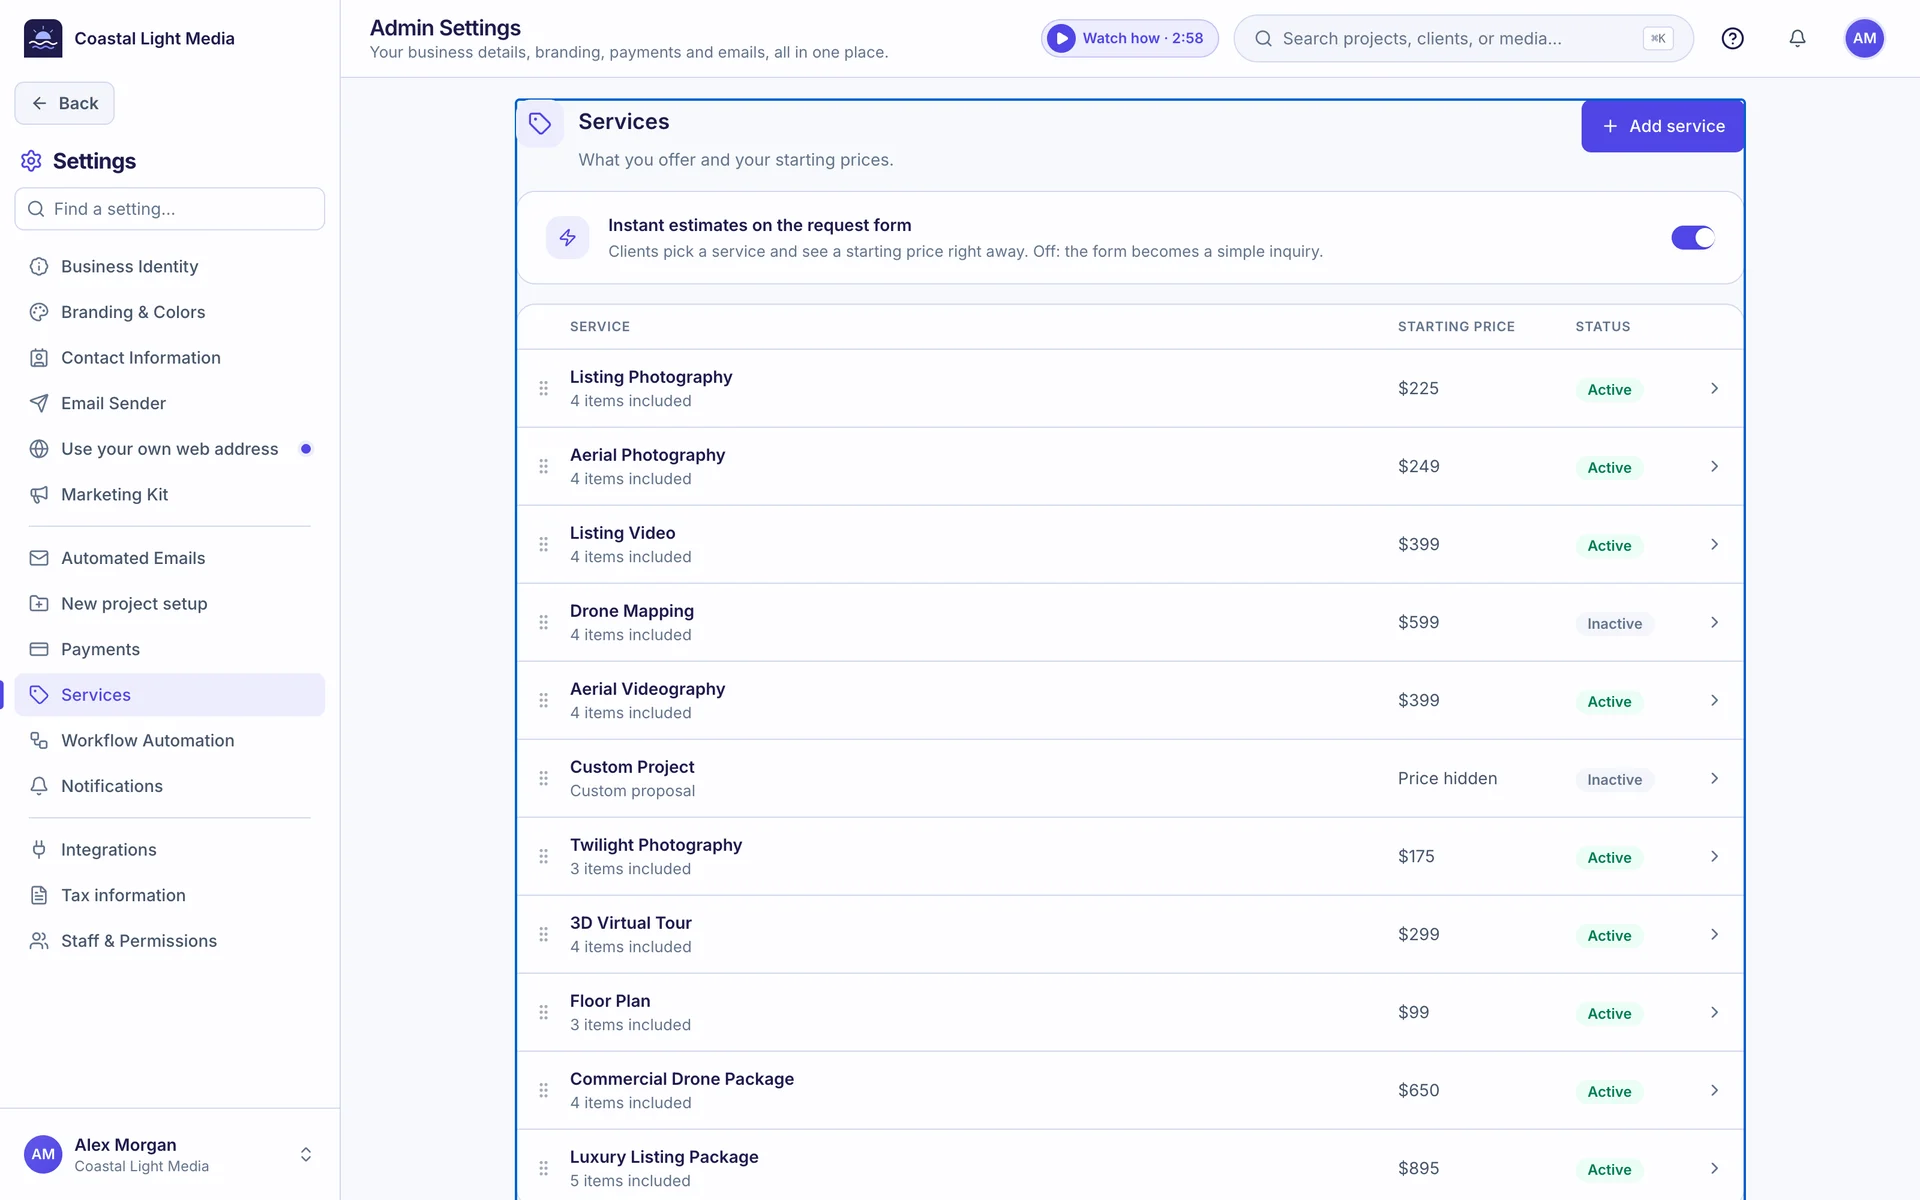 Coastal Light Media
Back
Settings
Find a setting...
Business Identity
Branding & Colors
Contact Information
Email Sender
Use your own web address
Marketing Kit
Automated Emails
New project setup
Payments
Services
Workflow Automation
Notifications
Integrations
Tax information
Staff & Permissions
AM
Alex Morgan
Coastal Light Media
Admin Settings
Your business details, branding, payments and emails, all in one place.
Watch how · 2:58
Search projects, clients, or media...
⌘K
AM
Services
What you offer and your starting prices.
Add service
Instant estimates on the request form
Clients pick a service and see a starting price right away. Off: the form becomes a simple inquiry.
SERVICE STARTING PRICE STATUS
Listing Photography
4 items included
$225
Active
Aerial Photography
4 items included
$249
Active
Listing Video
4 items included
$399
Active
Drone Mapping
4 items included
$599
Inactive
Aerial Videography
4 items included
$399
Active
Custom Project
Custom proposal
Price hidden
Inactive
Twilight Photography
3 items included
$175
Active
3D Virtual Tour
4 items included
$299
Active
Floor Plan
3 items included
$99
Active
Commercial Drone Package
4 items included
$650
Active
Luxury Listing Package
5 items included
$895
Active